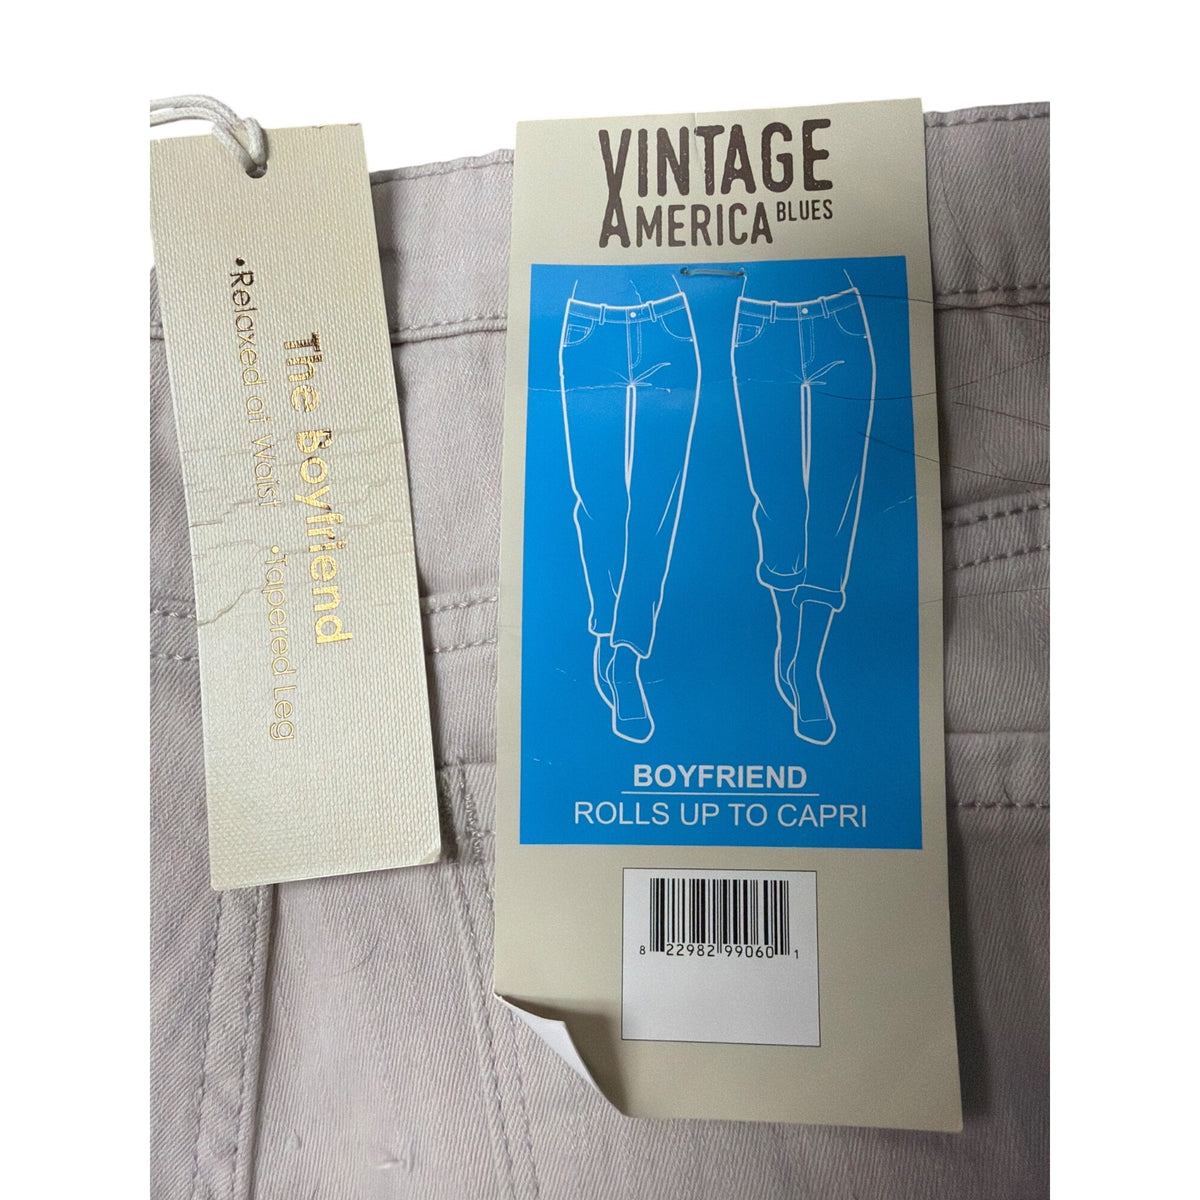 The Boyfriend
• Relaxed at Waist • Tapered Leg
VINTAGE
AMERICA BLUES
BOYFRIEND
ROLLS UP TO CAPRI
8 22982 99060 1